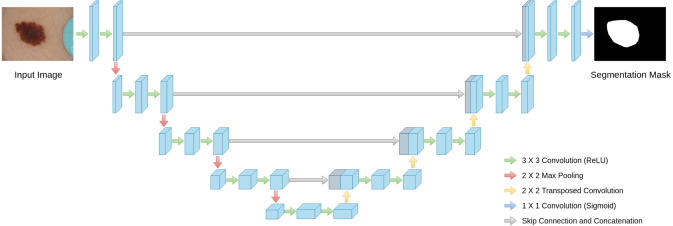 Input Image
Segmentation Mask
3 X 3 Convolution (ReLU)
2 X 2 Max Pooling
2 X 2 Transposed Convolution
1 X 1 Convolution (Sigmoid)
Skip Connection and Concatenation